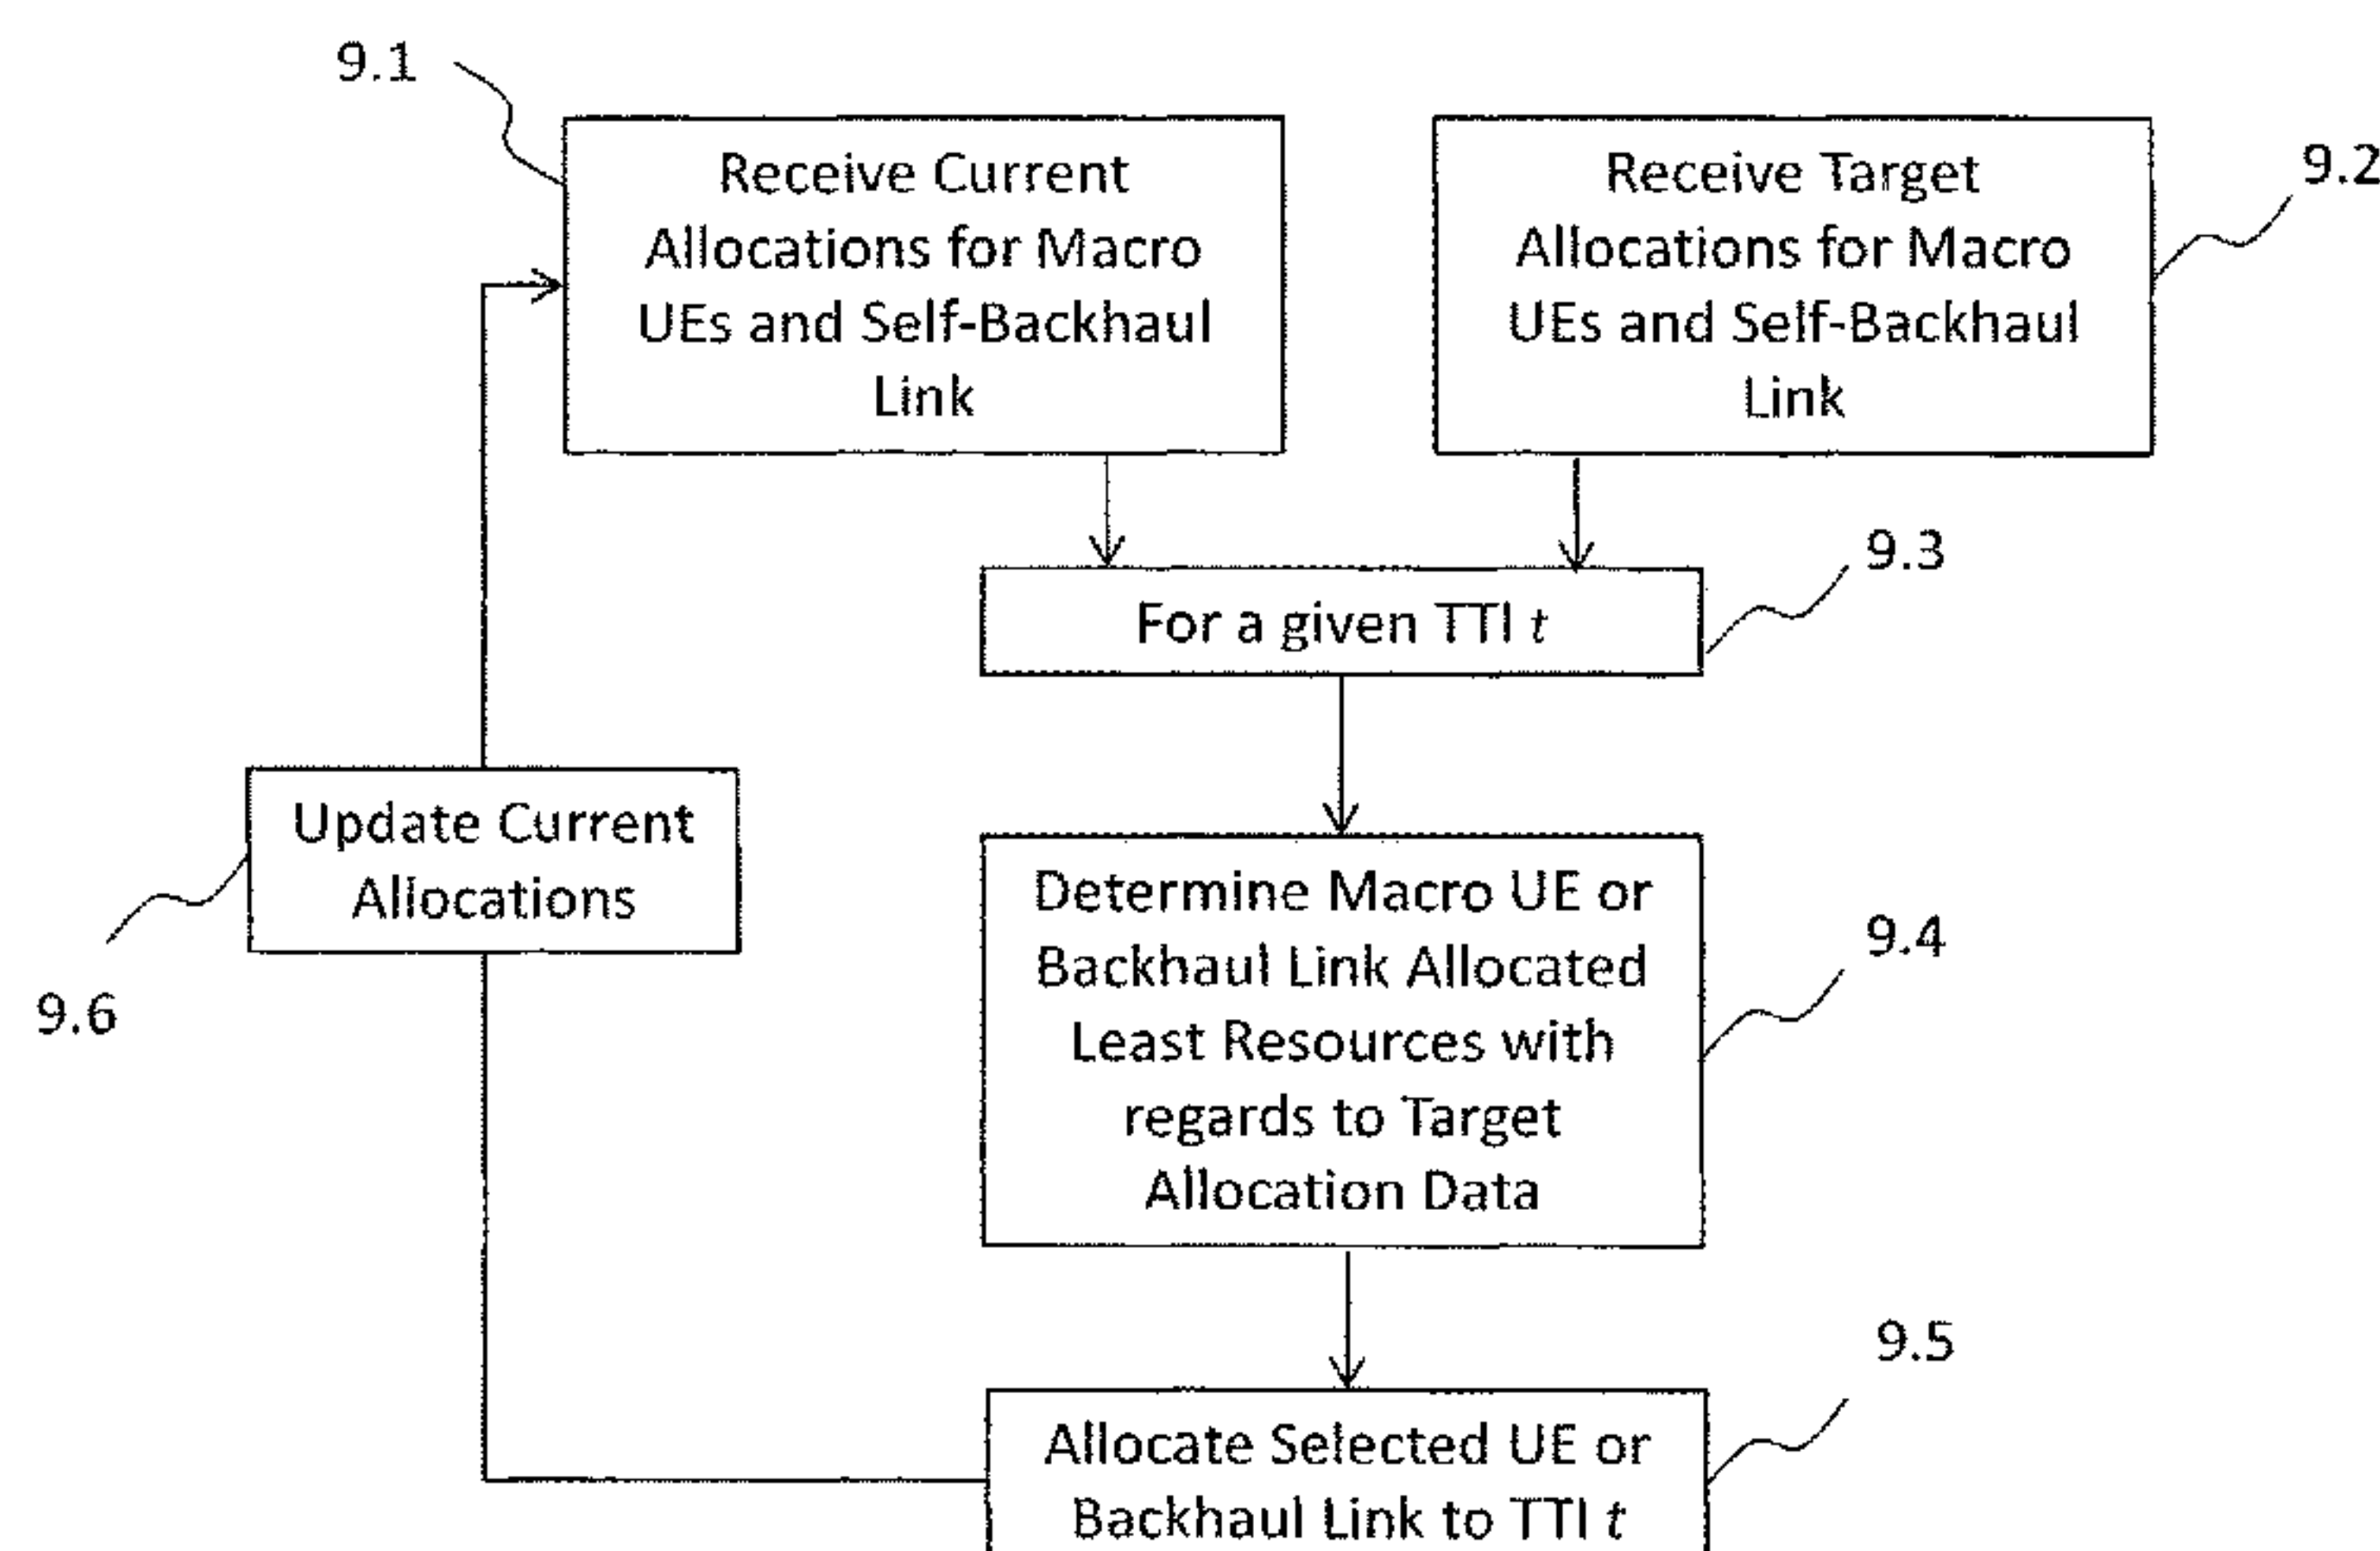 9.1
Receive Current
Allocations for Macro
UEs and Self-Backhaul
Link
Receive Target
Allocations for Macro
UEs and Self-Backhaul
Link
9.2
For a given TTI t
9.3
Update Current
Allocations
9.6
Determine Macro UE or
Backhaul Link Allocated
Least Resources with
regards to Target
Allocation Data
9.4
Allocate Selected UE or
Backhaul Link to TTI t
9.5